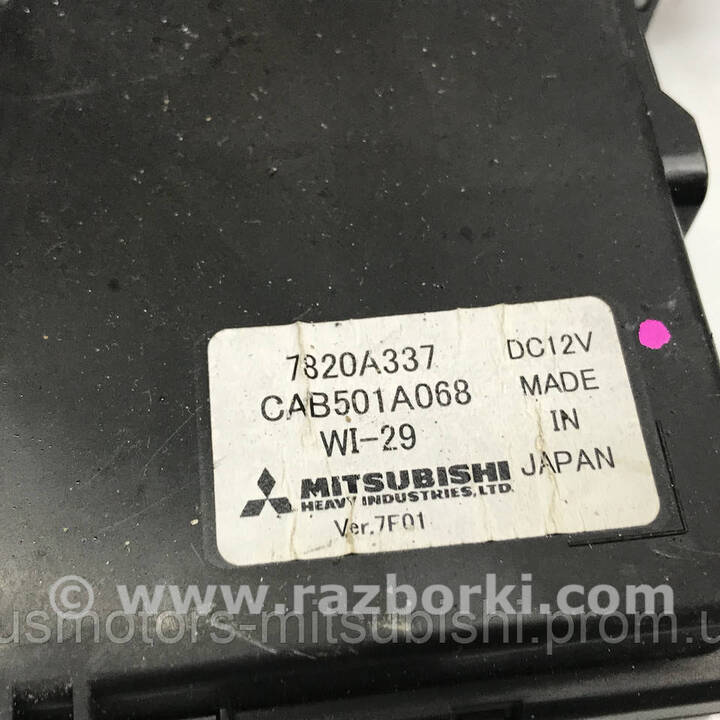 7820A337 DC12V
CAB501A068 MADE
WI-29 IN
MITSUBISHI JAPAN
HEAVY INDUSTRIES, LTD.
Ver.7F01
© www.razborki.com ©
usmotors-mitsubishi.prom.u